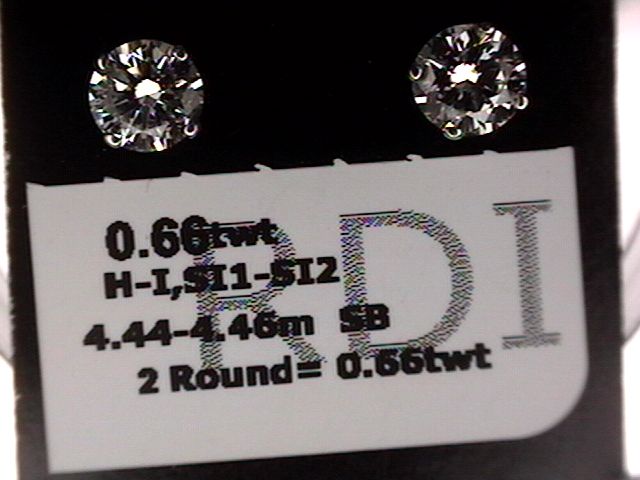 RDI
0.66twt
H-I,SI1-SI2
4.44-4.46m SB
2 Round= 0.66twt